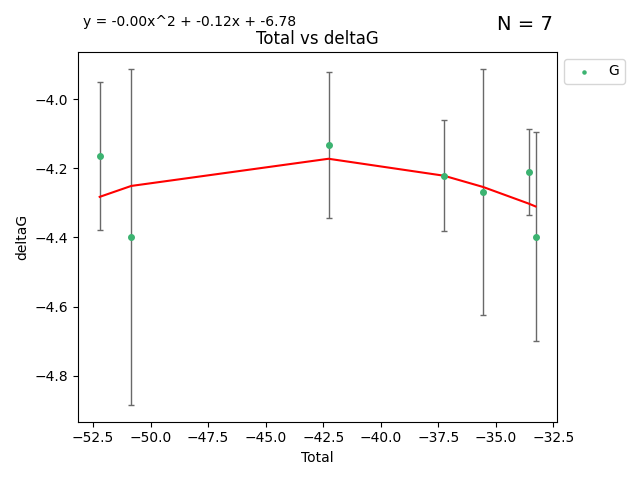 y = -0.00x^2 + -0.12x + -6.78
N = 7
Total vs deltaG
G
−4.0
−4.2
−4.4
−4.6
−4.8
deltaG
−52.5 −50.0 −47.5 −45.0 −42.5 −40.0 −37.5 −35.0 −32.5
Total